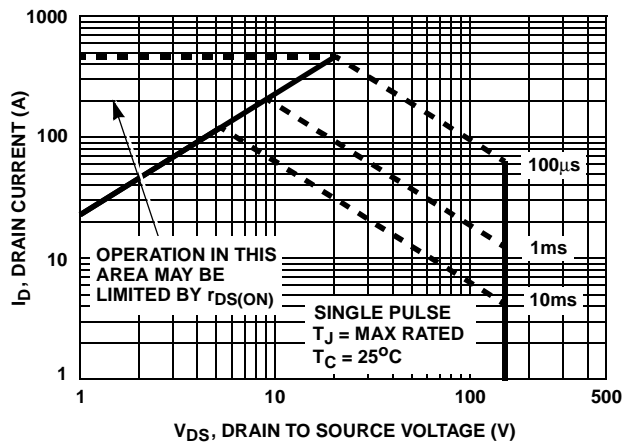 1000
100
10
1
I_D, DRAIN CURRENT (A)
100μs
1ms
10ms
OPERATION IN THIS
AREA MAY BE
LIMITED BY r_DS(ON)
SINGLE PULSE
T_J = MAX RATED
T_C = 25°C
1
10
100
500
V_DS, DRAIN TO SOURCE VOLTAGE (V)